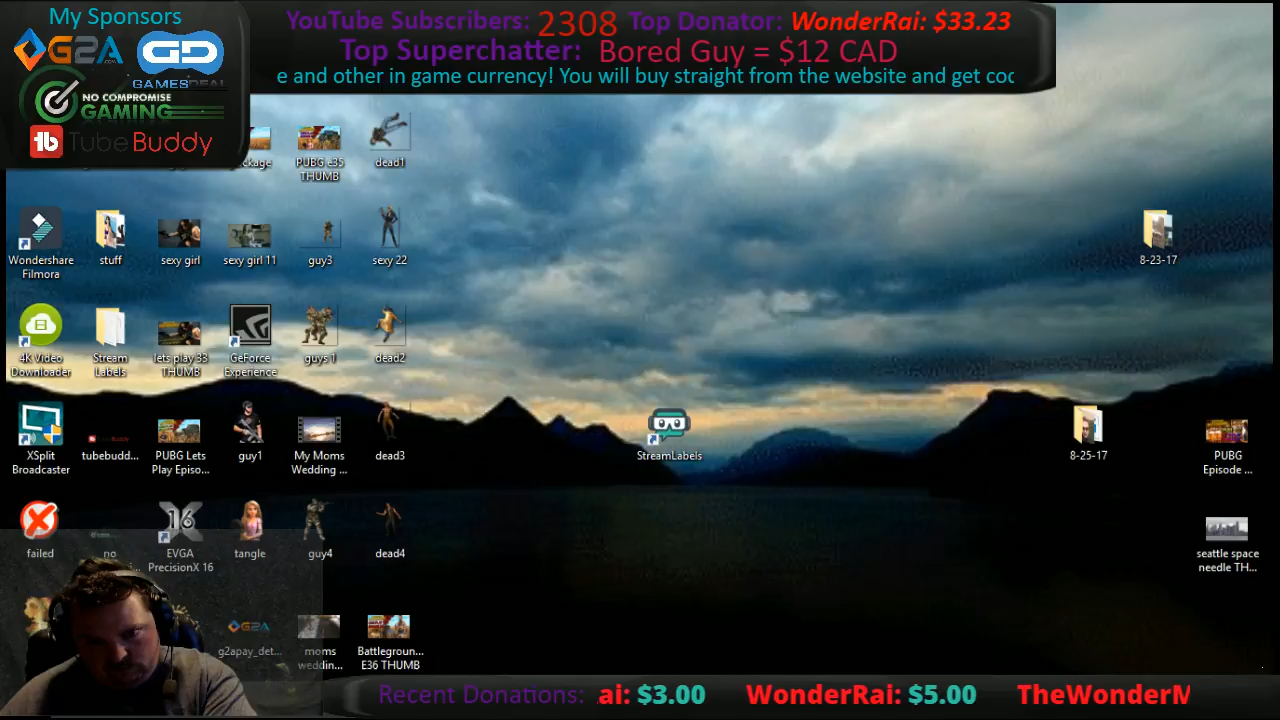 My Sponsors
G2A.COM
GD
GAMESDEAL
NO COMPROMISE
GAMING
TubeBuddy
YouTube Subscribers: 2308 Top Donator: WonderRai: $33.23
Top Superchatter: Bored Guy = $12 CAD
e and other in game currency! You will buy straight from the website and get coc
ckage
PUBG e35
THUMB
dead1
Wondershare
Filmora
stuff
sexy girl
sexy girl 11
guy3
sexy 22
8-23-17
4K Video
Downloader
Stream
Labels
lets play 33
THUMB
GeForce
Experience
guys 1
dead2
XSplit
Broadcaster
tubebudd...
PUBG Lets
Play Episo...
guy1
My Moms
Wedding ...
dead3
StreamLabels
8-25-17
PUBG
Episode ...
failed
no
EVGA
PrecisionX 16
tangle
guy4
dead4
seattle space
needle TH...
G2A
g2apay_det...
moms
weddin...
Battlegroun...
E36 THUMB
Recent Donations: ai: $3.00 WonderRai: $5.00 TheWonderM